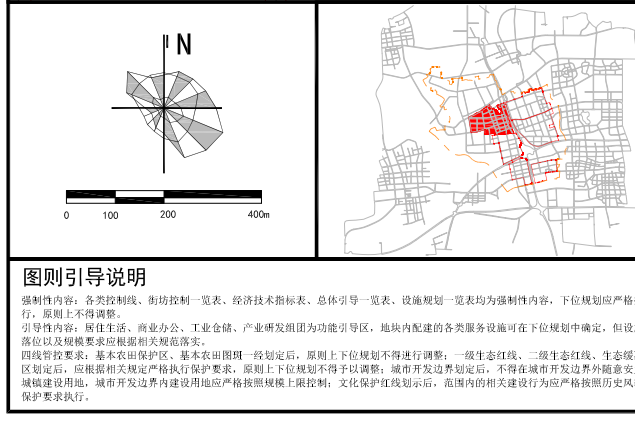 N
0 100 200 400m
图则引导说明
强制性内容：各类控制线、街坊控制一览表、经济技术指标表、总体引导一览表、设施规划一览表均为强制性内容，下位规划应严格
行，原则上不得调整。
引导性内容：居住生活、商业办公、工业仓储、产业研发组团为功能引导区，地块内配建的各类服务设施可在下位规划中确定，但设
落位以及规模要求应根据相关规范落实。
四线管控要求：基本农田保护区、基本农田图斑一经划定后，原则上下位规划不得进行调整；一级生态红线、二级生态红线、生态缓
区划定后，应根据相关规定严格执行保护要求，原则上下位规划不得予以调整；城市开发边界划定后，不得在城市开发边界外随意安
城镇建设用地，城市开发边界内建设用地应严格按照规模上限控制；文化保护红线划示后，范围内的相关建设行为应严格按照历史风
保护要求执行。